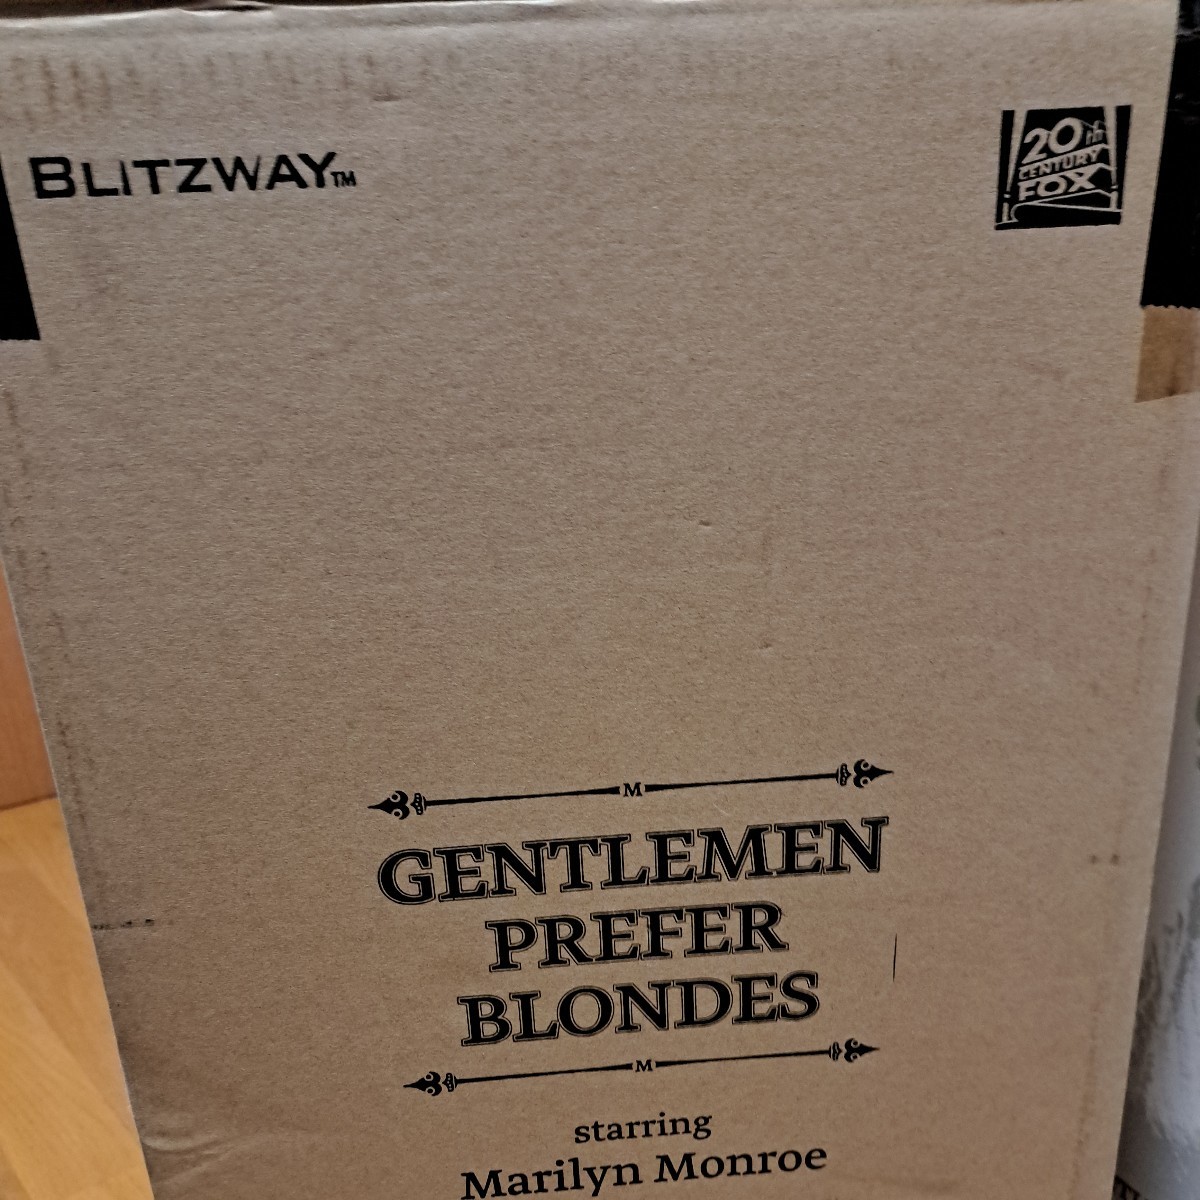 BLITZWAY™
20th
CENTURY
FOX
M
GENTLEMEN
PREFER
BLONDES
M
starring
Marilyn Monroe